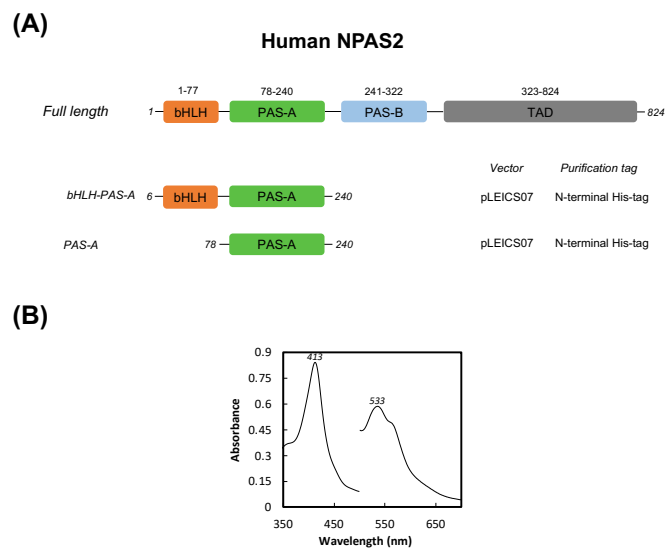 (A)
Human NPAS2
1-77 78-240 241-322 323-824
Full length 1 bHLH PAS-A PAS-B TAD 824
Vector Purification tag
bHLH-PAS-A 6 bHLH PAS-A 240 pLEICS07 N-terminal His-tag
PAS-A 78 PAS-A 240 pLEICS07 N-terminal His-tag
(B)
0.9
413
0.75
533
0.6
0.45
0.3
0.15
0
Absorbance
350 450 550 650
Wavelength (nm)